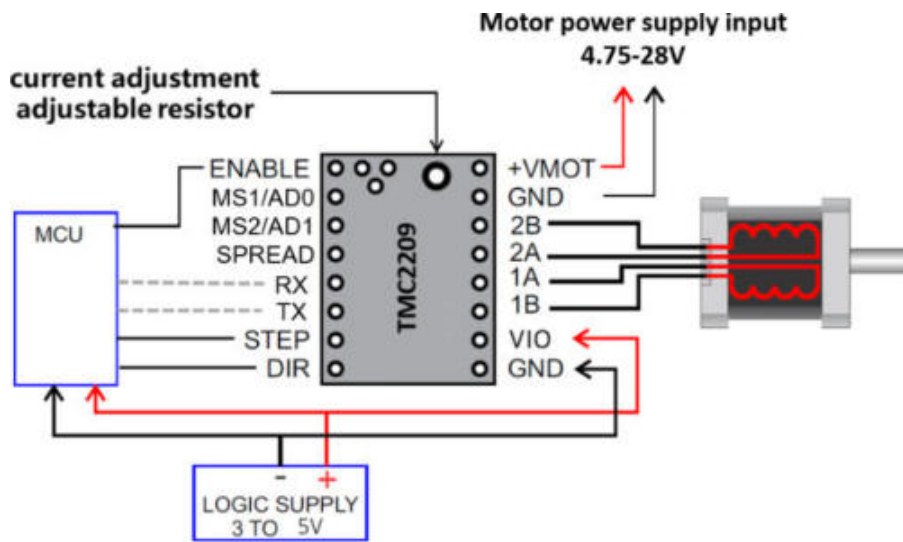 Motor power supply input
4.75-28V
current adjustment
adjustable resistor
ENABLE
MS1/AD0
MS2/AD1
SPREAD
RX
TX
STEP
DIR
MCU
TMC2209
+VMOT
GND
2B
2A
1A
1B
VIO
GND
- +
LOGIC SUPPLY
3 TO 5V